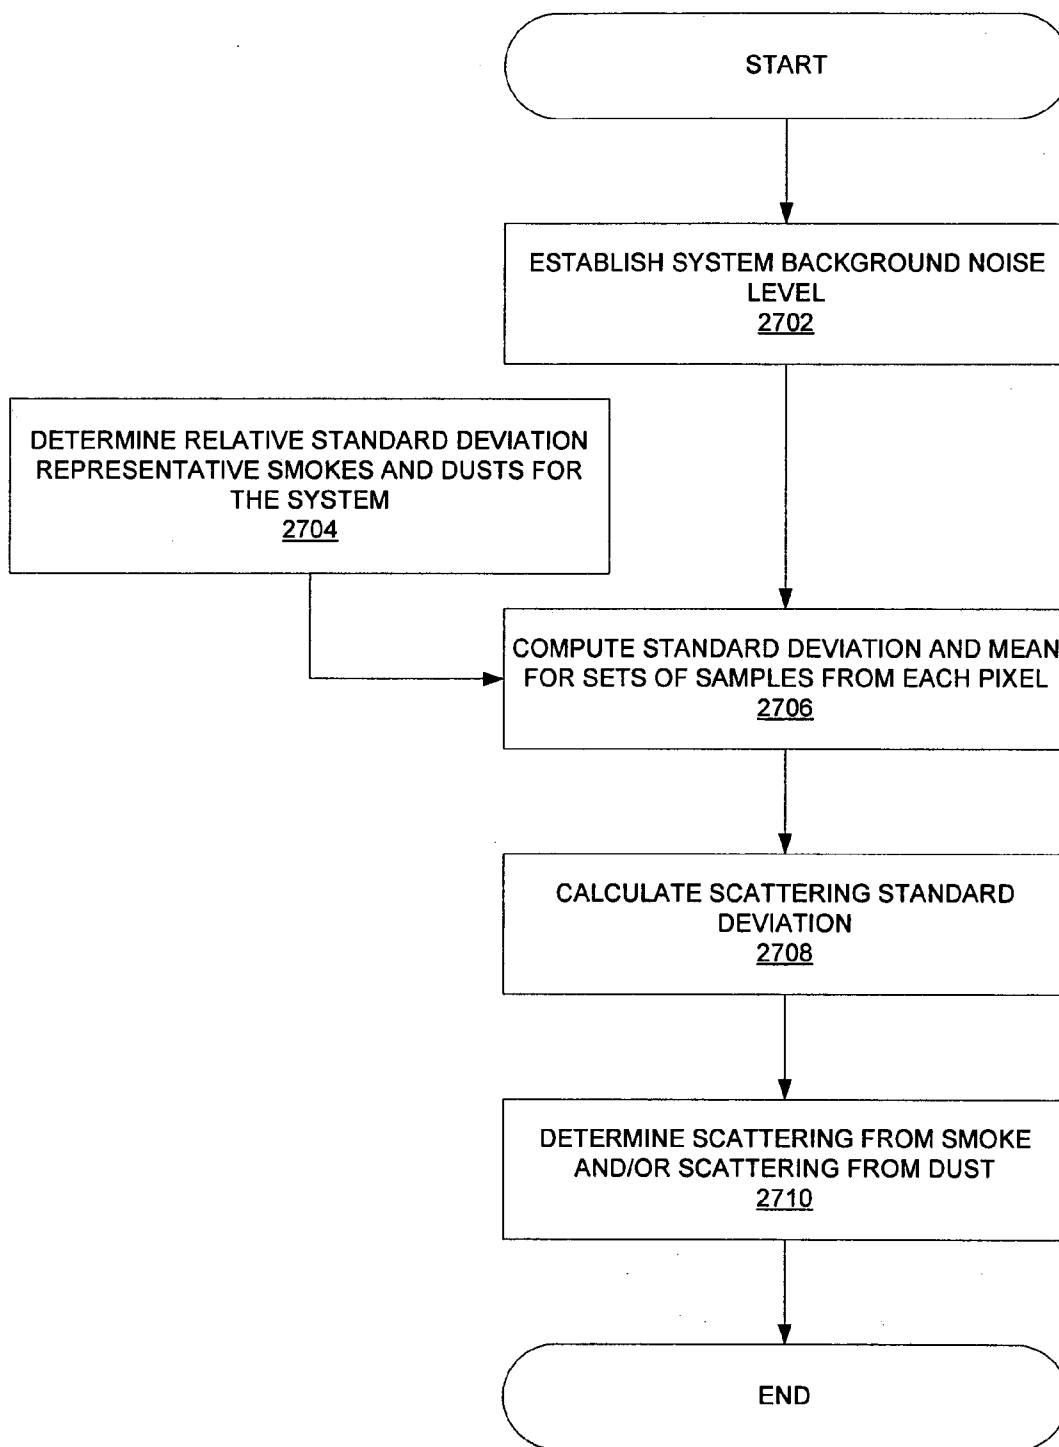 START
ESTABLISH SYSTEM BACKGROUND NOISE
LEVEL
2702
DETERMINE RELATIVE STANDARD DEVIATION
REPRESENTATIVE SMOKES AND DUSTS FOR
THE SYSTEM
2704
COMPUTE STANDARD DEVIATION AND MEAN
FOR SETS OF SAMPLES FROM EACH PIXEL
2706
CALCULATE SCATTERING STANDARD
DEVIATION
2708
DETERMINE SCATTERING FROM SMOKE
AND/OR SCATTERING FROM DUST
2710
END